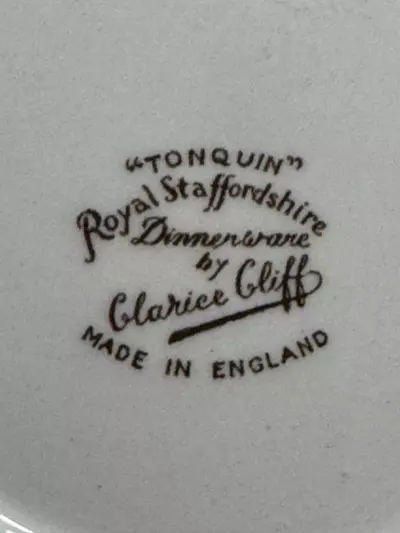 "TONQUIN"
Royal Staffordshire
Dinnerware
by
Clarice Cliff
MADE IN ENGLAND